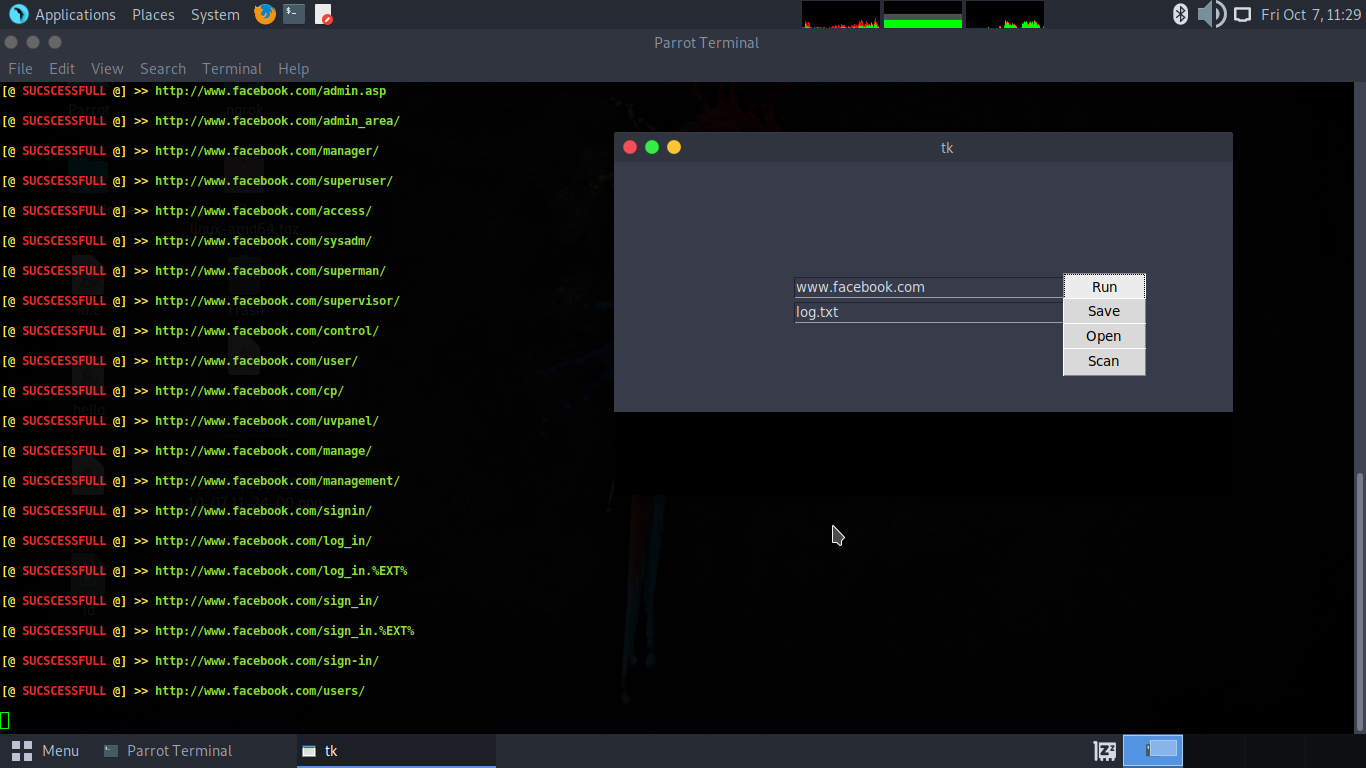 Applications Places System Fri Oct 7, 11:29
Parrot Terminal
File Edit View Search Terminal Help
[@ SUCSCESSFULL @] >> http://www.facebook.com/admin.asp
[@ SUCSCESSFULL @] >> http://www.facebook.com/admin_area/
[@ SUCSCESSFULL @] >> http://www.facebook.com/manager/
[@ SUCSCESSFULL @] >> http://www.facebook.com/superuser/
[@ SUCSCESSFULL @] >> http://www.facebook.com/access/
[@ SUCSCESSFULL @] >> http://www.facebook.com/sysadm/
[@ SUCSCESSFULL @] >> http://www.facebook.com/superman/
[@ SUCSCESSFULL @] >> http://www.facebook.com/supervisor/
[@ SUCSCESSFULL @] >> http://www.facebook.com/control/
[@ SUCSCESSFULL @] >> http://www.facebook.com/user/
[@ SUCSCESSFULL @] >> http://www.facebook.com/cp/
[@ SUCSCESSFULL @] >> http://www.facebook.com/uvpanel/
[@ SUCSCESSFULL @] >> http://www.facebook.com/manage/
[@ SUCSCESSFULL @] >> http://www.facebook.com/management/
[@ SUCSCESSFULL @] >> http://www.facebook.com/signin/
[@ SUCSCESSFULL @] >> http://www.facebook.com/log_in/
[@ SUCSCESSFULL @] >> http://www.facebook.com/log_in.%EXT%
[@ SUCSCESSFULL @] >> http://www.facebook.com/sign_in/
[@ SUCSCESSFULL @] >> http://www.facebook.com/sign_in.%EXT%
[@ SUCSCESSFULL @] >> http://www.facebook.com/sign-in/
[@ SUCSCESSFULL @] >> http://www.facebook.com/users/
Parrot
ngrok
linux-amd64.tgz
hello
tk
www.facebook.com Run
log.txt Save
Open
Scan
Menu Parrot Terminal tk